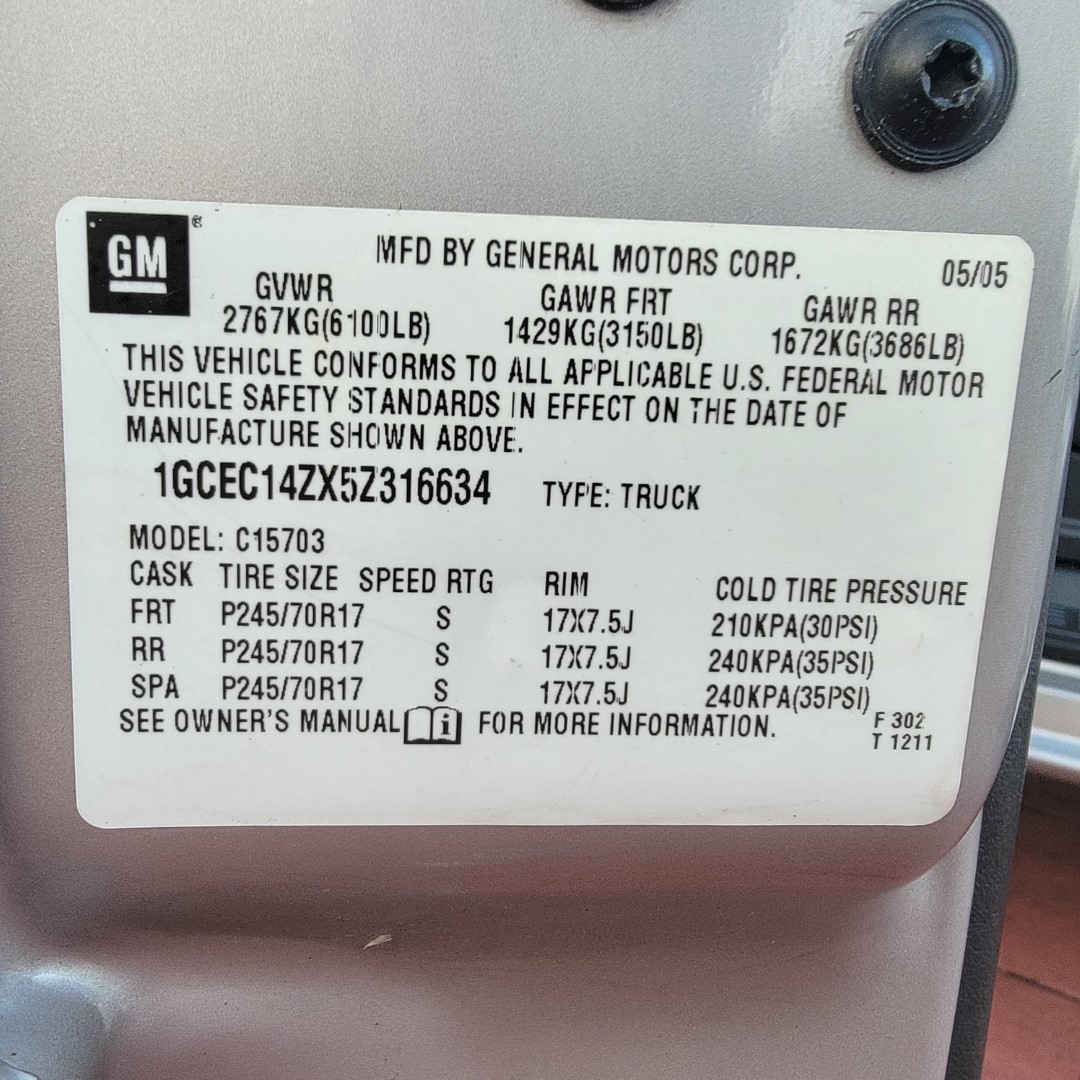 GM®
MFD BY GENERAL MOTORS CORP. 05/05
GVWR GAWR FRT GAWR RR
2767KG(6100LB) 1429KG(3150LB) 1672KG(3686LB)
THIS VEHICLE CONFORMS TO ALL APPLICABLE U.S. FEDERAL MOTOR
VEHICLE SAFETY STANDARDS IN EFFECT ON THE DATE OF
MANUFACTURE SHOWN ABOVE.
1GCEC14ZX5Z316634 TYPE: TRUCK
MODEL: C15703
CASK TIRE SIZE SPEED RTG RIM COLD TIRE PRESSURE
FRT P245/70R17 S 17X7.5J 210KPA(30PSI)
RR P245/70R17 S 17X7.5J 240KPA(35PSI)
SPA P245/70R17 S 17X7.5J 240KPA(35PSI)
SEE OWNER'S MANUAL i FOR MORE INFORMATION.
F 302
T 1211